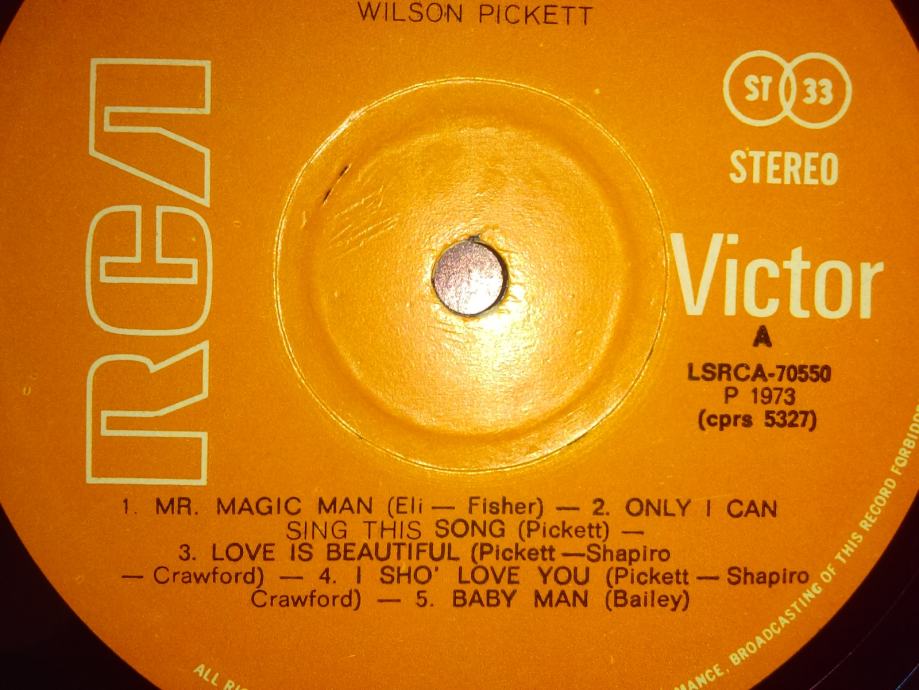 WILSON PICKETT
RCA
ST 33
STEREO
Victor
A
LSRCA-70550
P 1973
(cprs 5327)
1. MR. MAGIC MAN (Eli — Fisher) — 2. ONLY I CAN
SING THIS SONG (Pickett) —
3. LOVE IS BEAUTIFUL (Pickett —Shapiro
— Crawford) — 4. I SHO' LOVE YOU (Pickett — Shapiro
Crawford) — 5. BABY MAN (Bailey)
ALL
BROADCASTING OF THIS RECORD